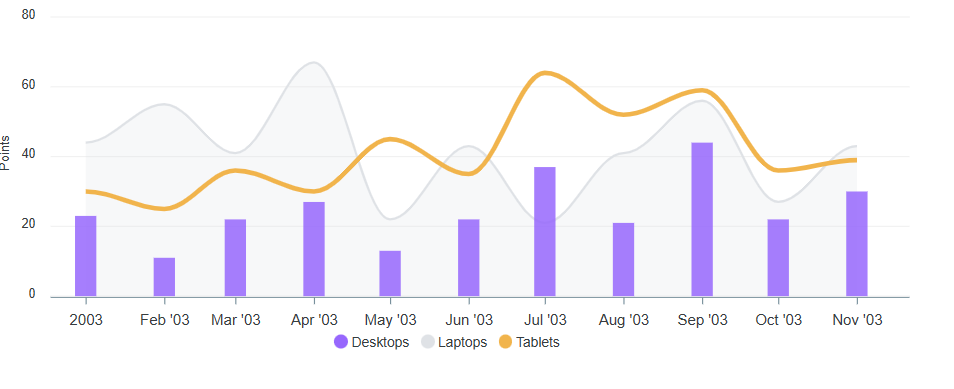 80
60
40
20
0
Points
2003 Feb '03 Mar '03 Apr '03 May '03 Jun '03 Jul '03 Aug '03 Sep '03 Oct '03 Nov '03
Desktops Laptops Tablets